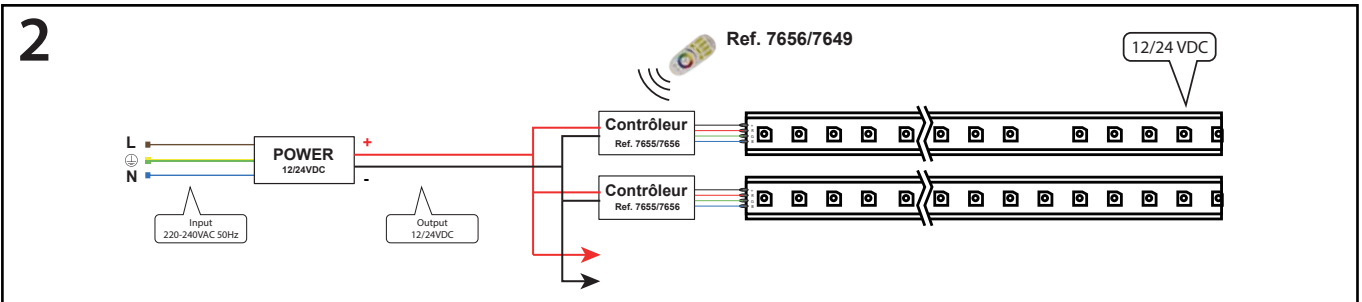 2
Ref. 7656/7649
12/24 VDC
L
N
POWER
12/24VDC
+
-
Input
220-240VAC 50Hz
Output
12/24VDC
Contrôleur
Ref. 7655/7656
Contrôleur
Ref. 7655/7656